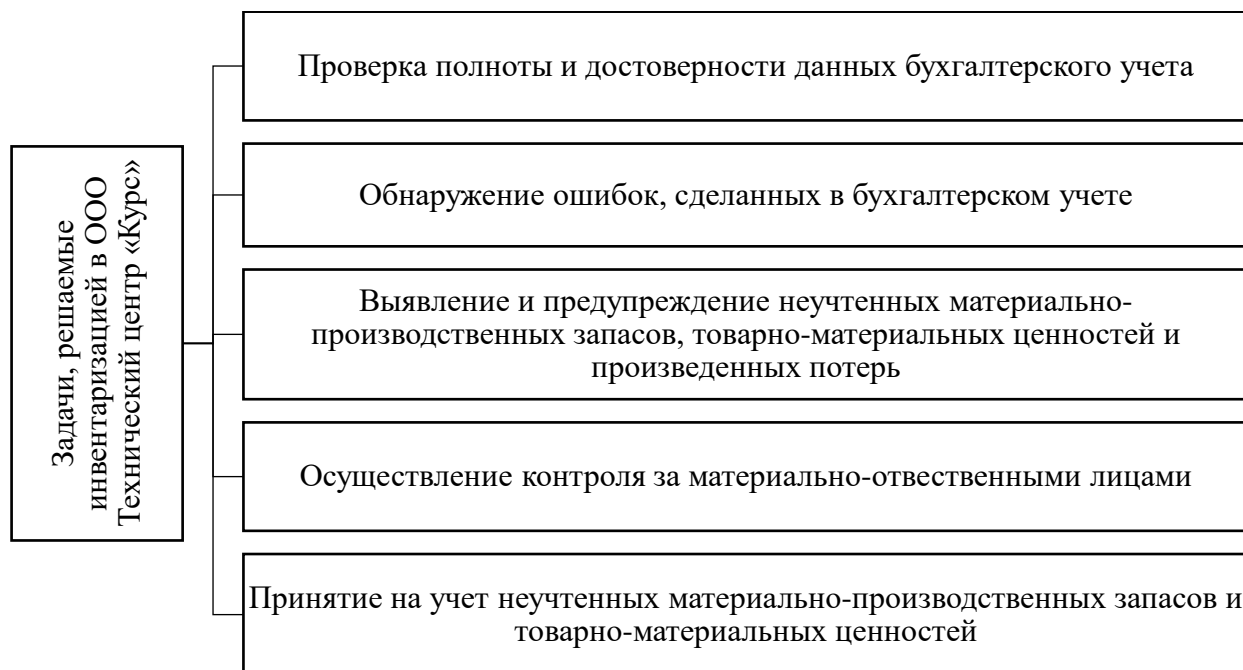 Задачи, решаемые
инвентаризацией в ООО
Технический центр «Курс»
Проверка полноты и достоверности данных бухгалтерского учета
Обнаружение ошибок, сделанных в бухгалтерском учете
Выявление и предупреждение неучтенных материально-
производственных запасов, товарно-материальных ценностей и
произведенных потерь
Осуществление контроля за материально-отвественными лицами
Принятие на учет неучтенных материально-производственных запасов и
товарно-материальных ценностей